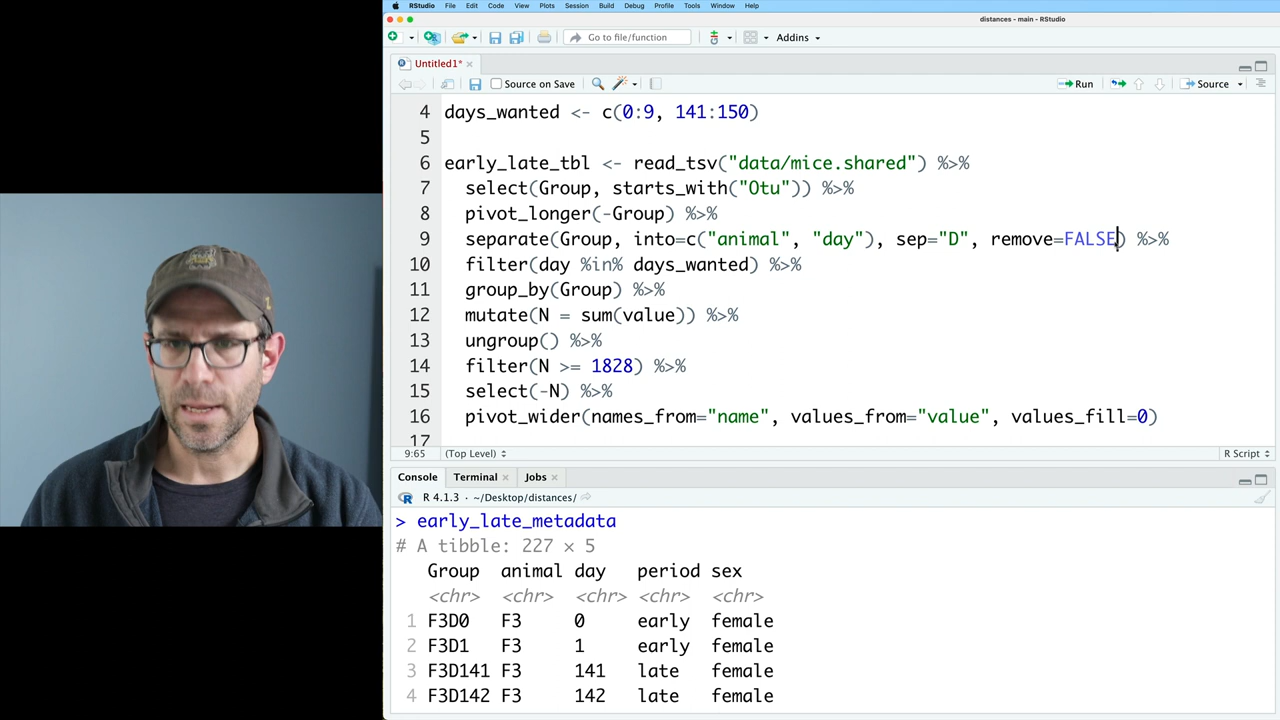 RStudio File Edit Code View Plots Session Build Debug Profile Tools Window Help
distances - main - RStudio
Go to file/function Addins
Untitled1*
Source on Save Run Source
4 days_wanted <- c(0:9, 141:150)
5
6 early_late_tbl <- read_tsv("data/mice.shared") %>%
7 select(Group, starts_with("Otu")) %>%
8 pivot_longer(-Group) %>%
9 separate(Group, into=c("animal", "day"), sep="D", remove=FALSE) %>%
10 filter(day %in% days_wanted) %>%
11 group_by(Group) %>%
12 mutate(N = sum(value)) %>%
13 ungroup() %>%
14 filter(N >= 1828) %>%
15 select(-N) %>%
16 pivot_wider(names_from="name", values_from="value", values_fill=0)
17
9:65 (Top Level) R Script
Console Terminal Jobs
R 4.1.3 · ~/Desktop/distances/
> early_late_metadata
# A tibble: 227 × 5
Group animal day period sex
<chr> <chr> <chr> <chr> <chr>
1 F3D0 F3 0 early female
2 F3D1 F3 1 early female
3 F3D141 F3 141 late female
4 F3D142 F3 142 late female